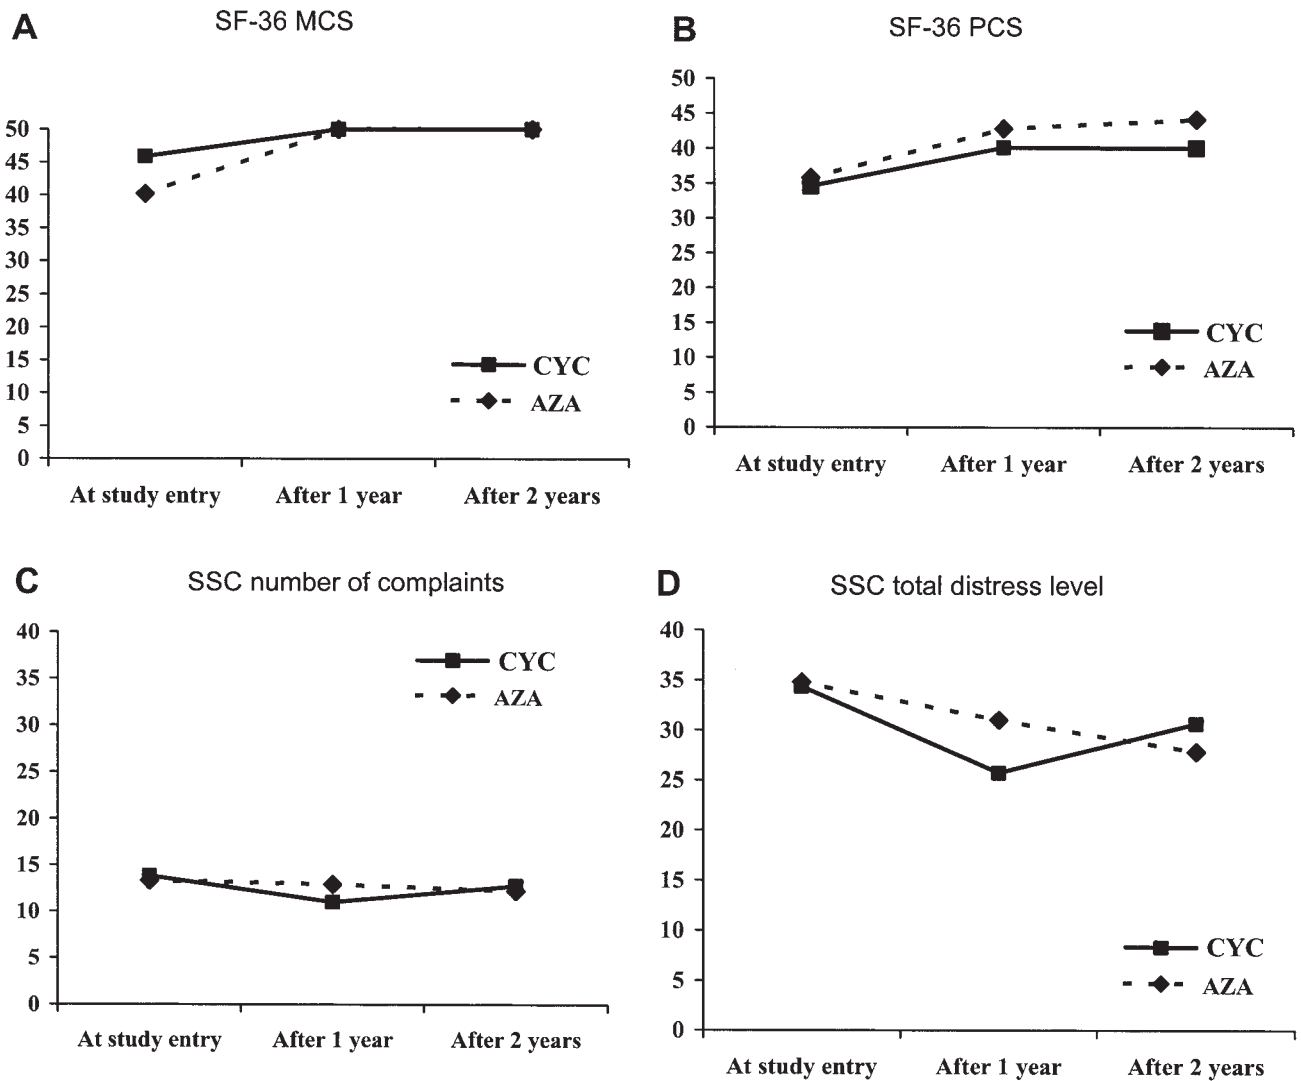 A
SF-36 MCS
50
45
40
35
30
25
20
15
10
5
0
CYC
AZA
At study entry
After 1 year
After 2 years
B
SF-36 PCS
50
45
40
35
30
25
20
15
10
5
0
CYC
AZA
At study entry
After 1 year
After 2 years
C
SSC number of complaints
40
35
30
25
20
15
10
5
0
CYC
AZA
At study entry
After 1 year
After 2 years
D
SSC total distress level
40
35
30
25
20
15
10
5
0
CYC
AZA
At study entry
After 1 year
After 2 years